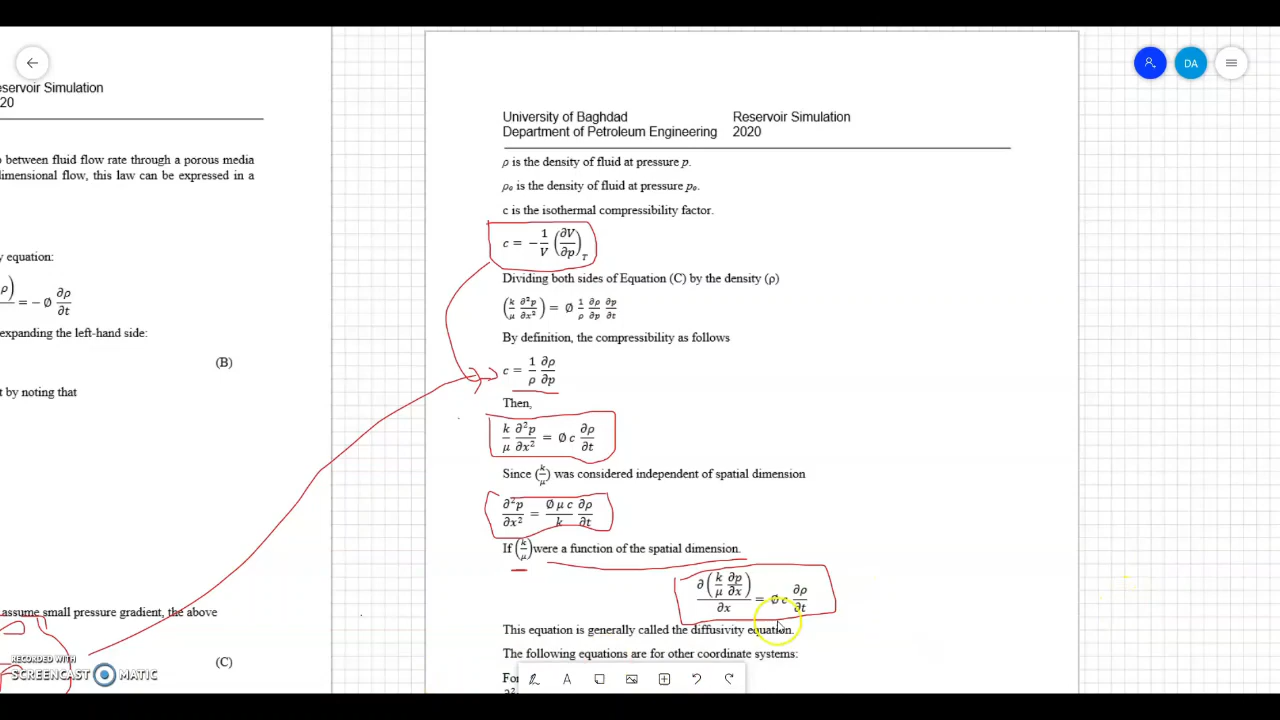 eservoir Simulation
20
o between fluid flow rate through a porous media
dimensional flow, this law can be expressed in a
y equation:
ρ) = − ∅ ∂ρ/∂t
expanding the left-hand side:
(B)
t by noting that
assume small pressure gradient, the above
(C)
University of Baghdad Reservoir Simulation
Department of Petroleum Engineering 2020
ρ is the density of fluid at pressure p.
ρₒ is the density of fluid at pressure pₒ.
c is the isothermal compressibility factor.
c = − 1/V (∂V/∂p)_T
Dividing both sides of Equation (C) by the density (ρ)
(k/μ ∂²p/∂x²) = ∅ 1/ρ ∂ρ/∂p ∂p/∂t
By definition, the compressibility as follows
c = 1/ρ ∂ρ/∂p
Then,
k/μ ∂²p/∂x² = ∅ c ∂ρ/∂t
Since (k/μ) was considered independent of spatial dimension
∂²p/∂x² = ∅ μ c/k ∂ρ/∂t
If (k/μ) were a function of the spatial dimension.
∂(k/μ ∂p/∂x)/∂x = ∅ c ∂ρ/∂t
This equation is generally called the diffusivity equation.
The following equations are for other coordinate systems:
For
DA
A
RECORDED WITH
SCREENCAST MATIC